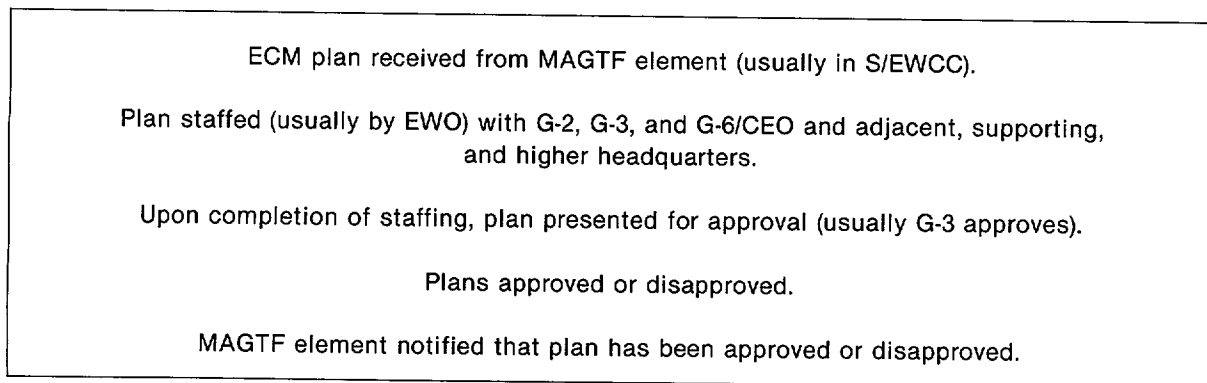 ECM plan received from MAGTF element (usually in S/EWCC).
Plan staffed (usually by EWO) with G-2, G-3, and G-6/CEO and adjacent, supporting,
and higher headquarters.
Upon completion of staffing, plan presented for approval (usually G-3 approves).
Plans approved or disapproved.
MAGTF element notified that plan has been approved or disapproved.